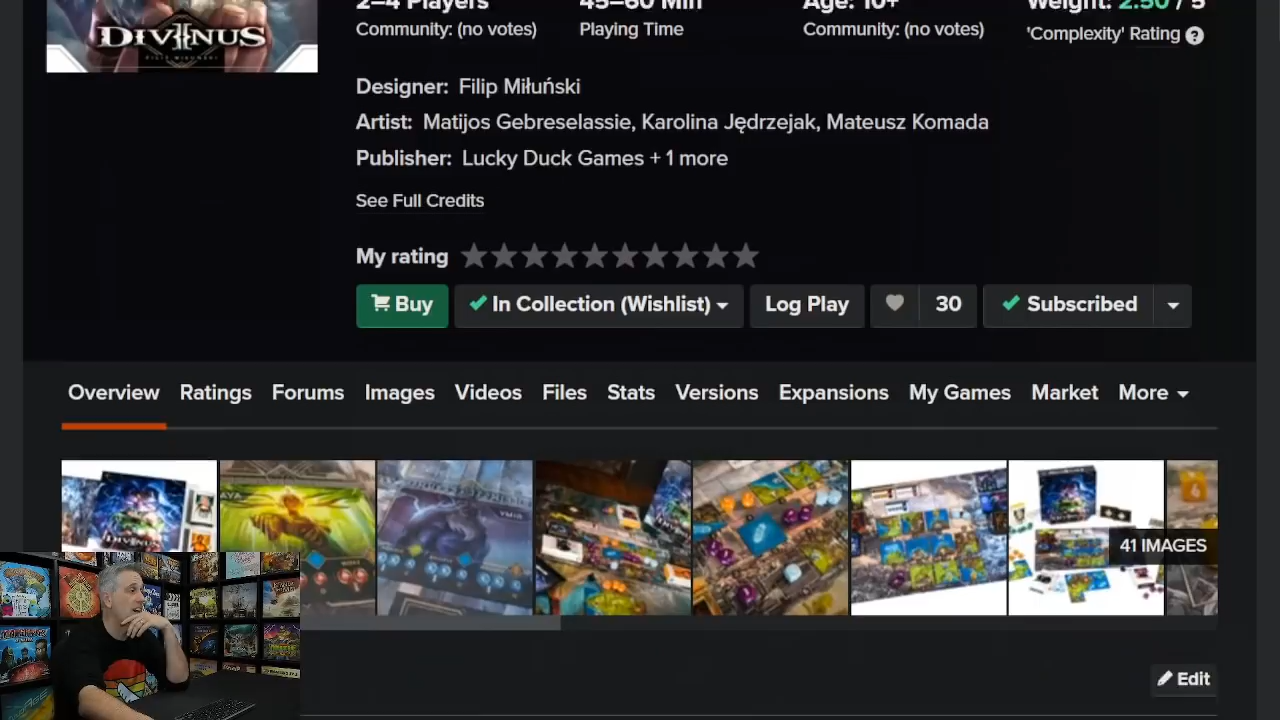 2–4 Players
45–60 Min
Age: 10+
Weight: 2.50 / 5
DIVINUS
FILIP MIŁUŃSKI
Community: (no votes)
Playing Time
Community: (no votes)
'Complexity' Rating ?
Designer: Filip Miłuński
Artist: Matijos Gebreselassie, Karolina Jędrzejak, Mateusz Komada
Publisher: Lucky Duck Games + 1 more
See Full Credits
My rating
Buy
In Collection (Wishlist)
Log Play
30
Subscribed
Overview
Ratings
Forums
Images
Videos
Files
Stats
Versions
Expansions
My Games
Market
More
YMIR
41 IMAGES
Edit